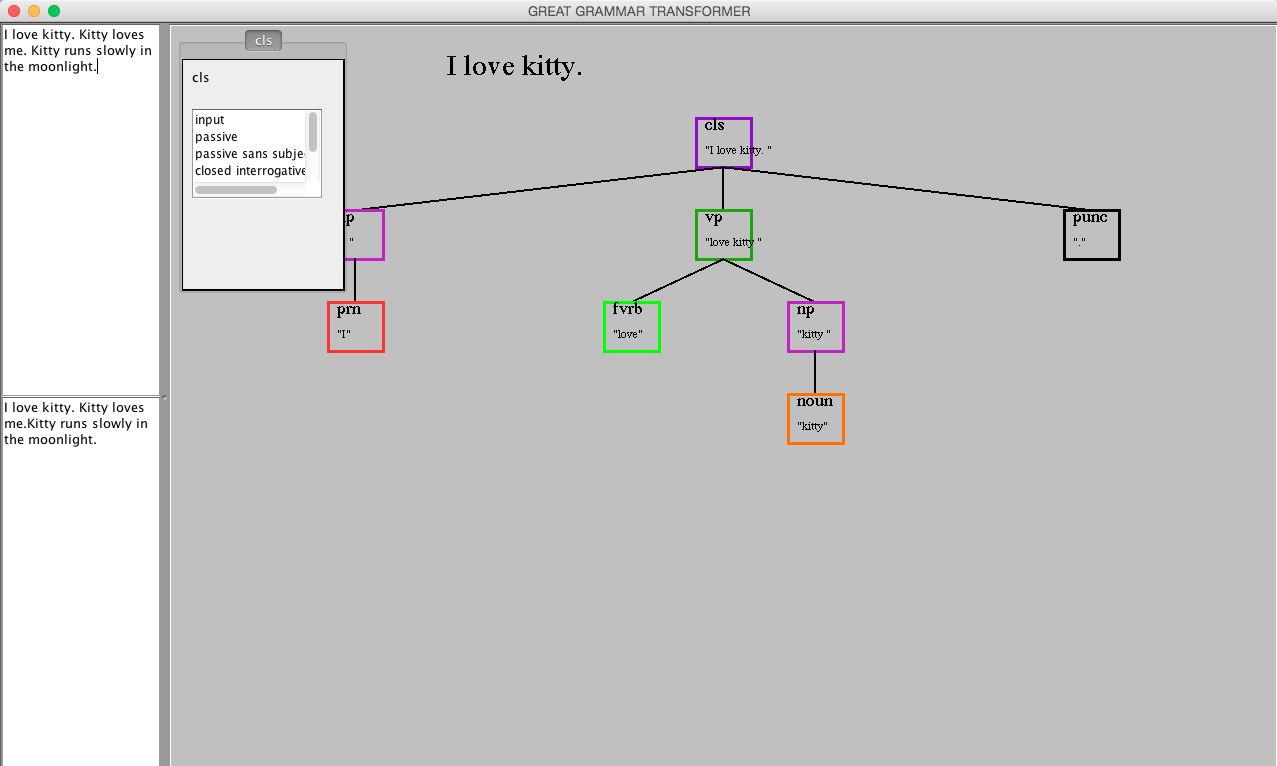 GREAT GRAMMAR TRANSFORMER
I love kitty. Kitty loves
me. Kitty runs slowly in
the moonlight.
I love kitty. Kitty loves
me.Kitty runs slowly in
the moonlight.
cls
cls
input
passive
passive sans subje
closed interrogative
I love kitty.
cls
"I love kitty. "
p
"
vp
"love kitty "
punc
"."
prn
"I"
fvrb
"love"
np
"kitty "
noun
"kitty"